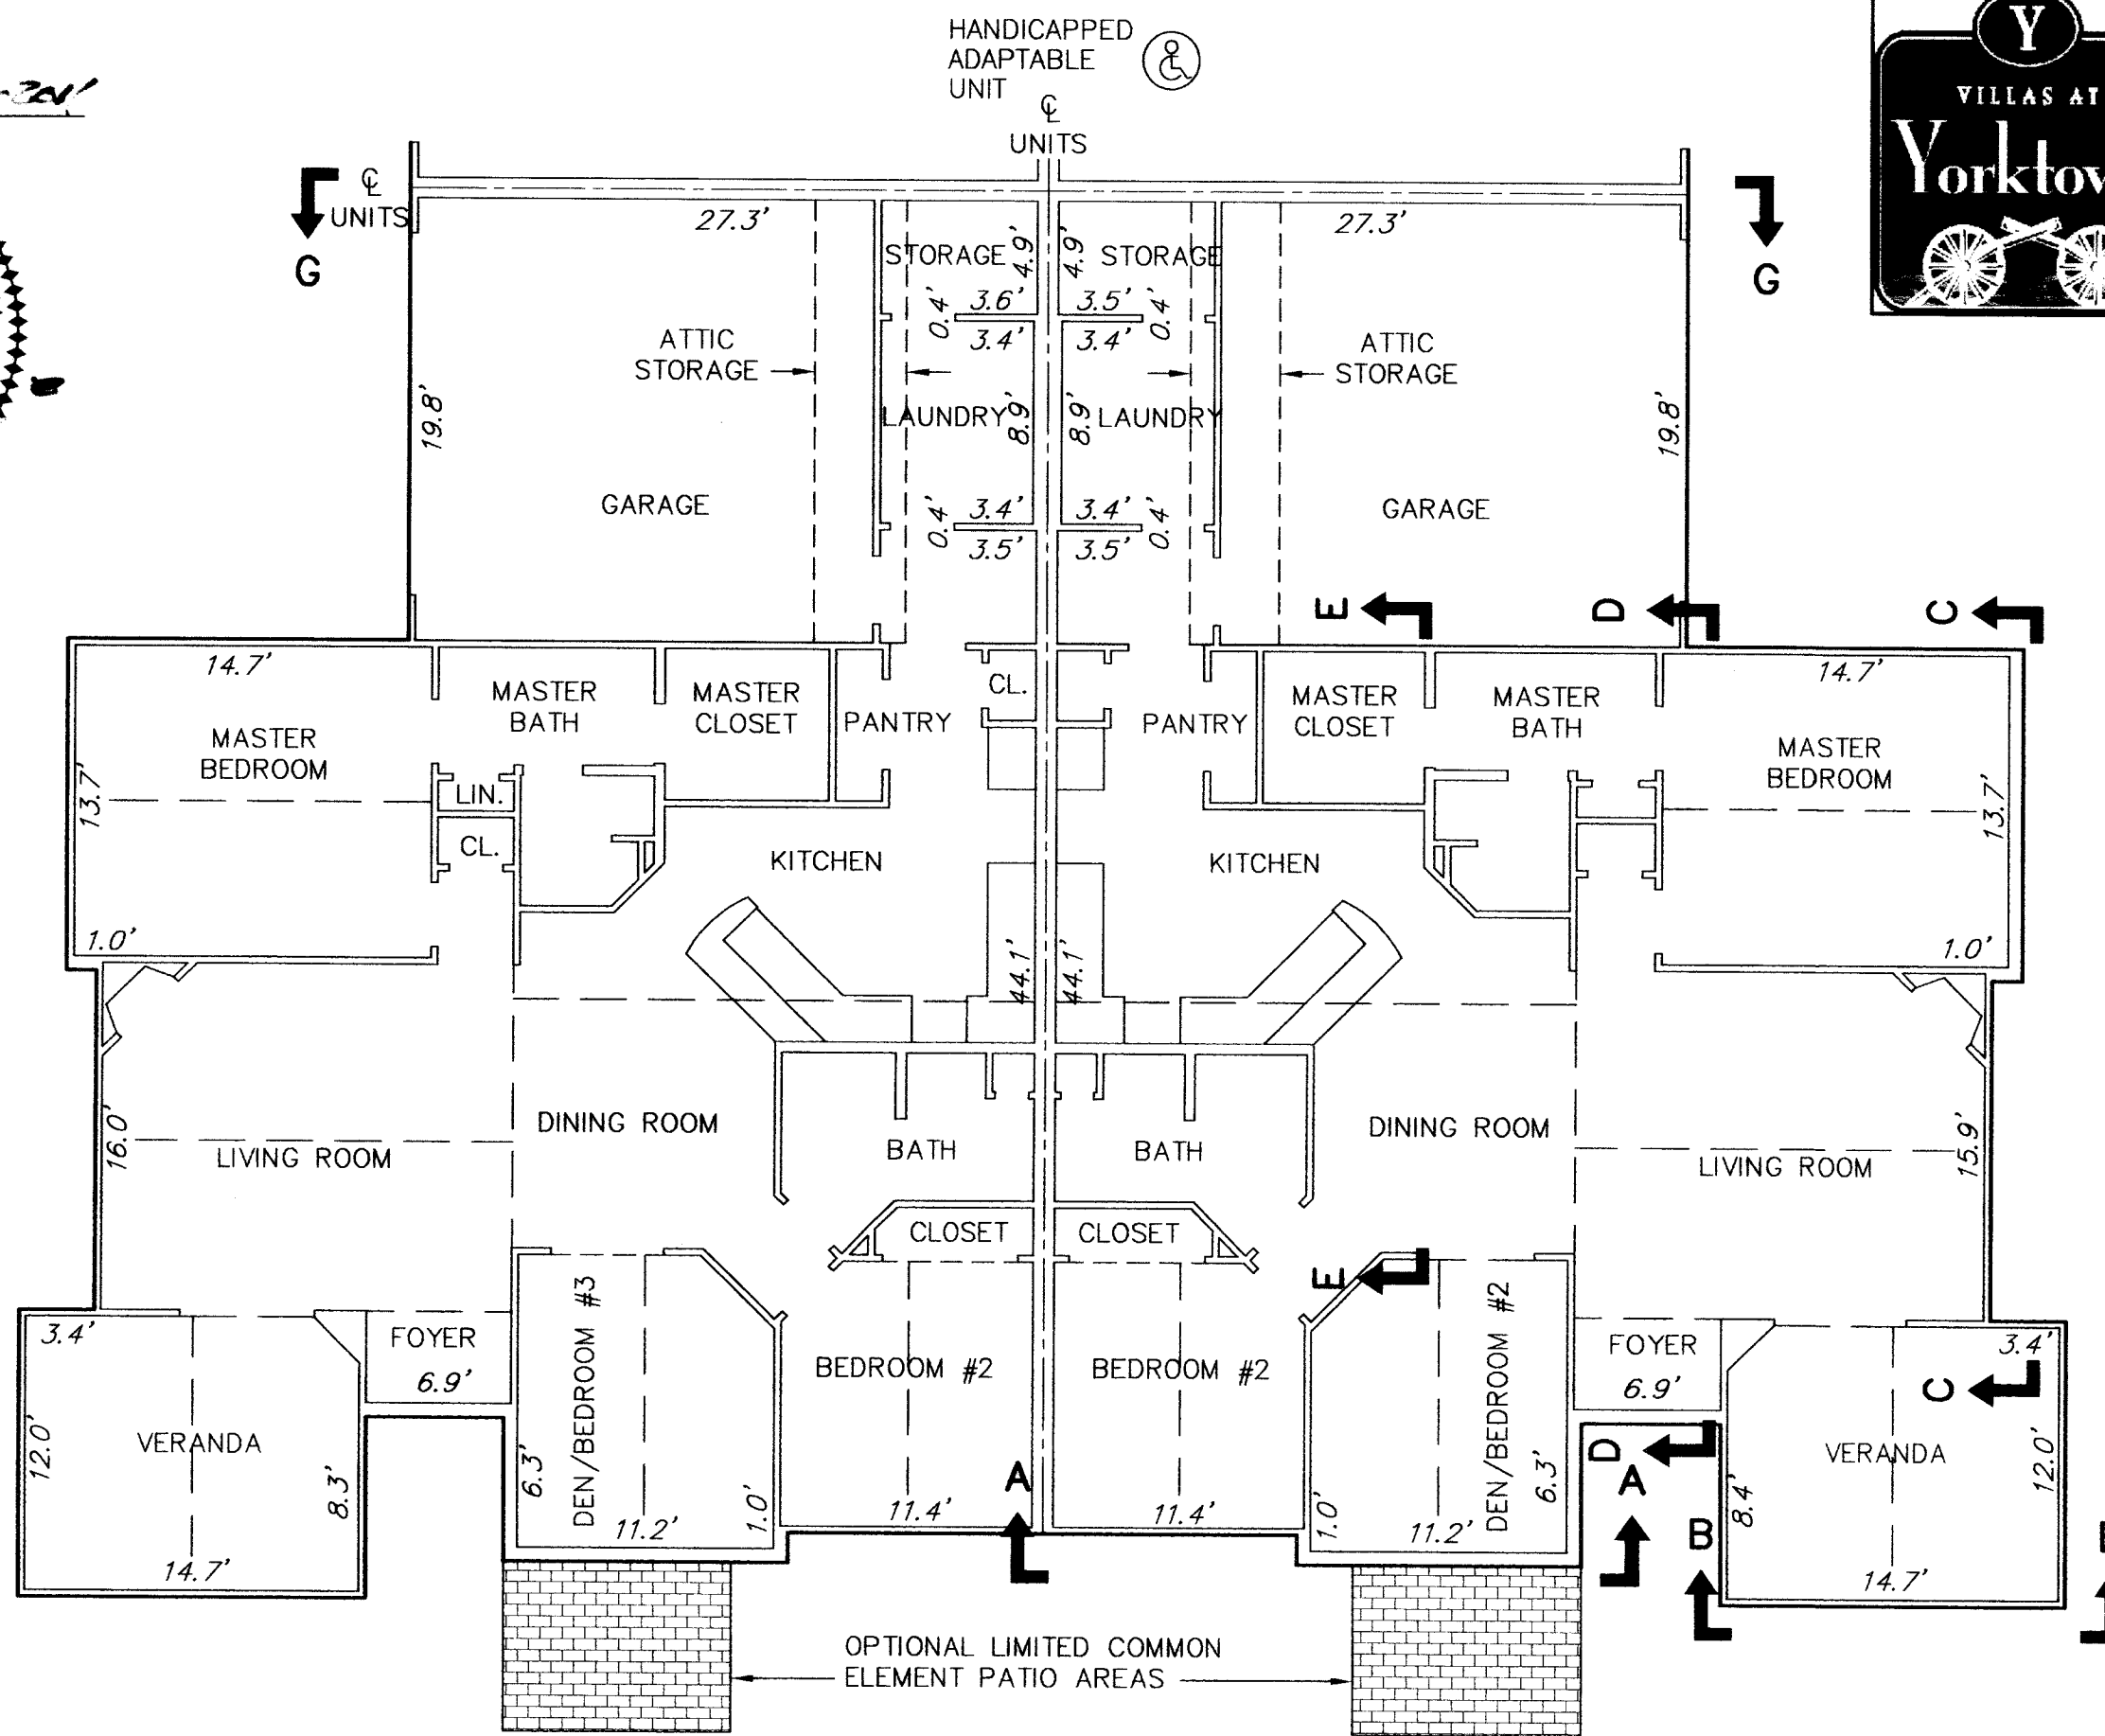 HANDICAPPED
ADAPTABLE
UNIT
℄
UNITS
Y
VILLAS AT
℄
UNITS
G
G
27.3'
27.3'
STORAGE
4.9'
4.9'
STORAGE
0.4'
3.6'
3.5'
0.4'
3.4'
3.4'
ATTIC
STORAGE
ATTIC
STORAGE
19.8'
LAUNDRY
8.9'
8.9'
LAUNDRY
19.8'
GARAGE
0.4'
3.4'
3.4'
0.4'
GARAGE
3.5'
3.5'
E
D
C
14.7'
MASTER
BATH
MASTER
CLOSET
PANTRY
CL.
PANTRY
MASTER
CLOSET
MASTER
BATH
14.7'
MASTER
BEDROOM
MASTER
BEDROOM
13.7'
LIN.
CL.
13.7'
KITCHEN
KITCHEN
1.0'
1.0'
44.1'
44.1'
16.0'
LIVING ROOM
DINING ROOM
BATH
BATH
DINING ROOM
LIVING ROOM
15.9'
CLOSET
CLOSET
E
3.4'
FOYER
6.9'
DEN/BEDROOM #3
BEDROOM #2
BEDROOM #2
DEN/BEDROOM #2
FOYER
6.9'
3.4'
C
12.0'
VERANDA
8.3'
6.3'
11.2'
1.0'
11.4'
A
11.4'
1.0'
11.2'
6.3'
D
A
B
8.4'
VERANDA
12.0'
14.7'
14.7'
OPTIONAL LIMITED COMMON
ELEMENT PATIO AREAS